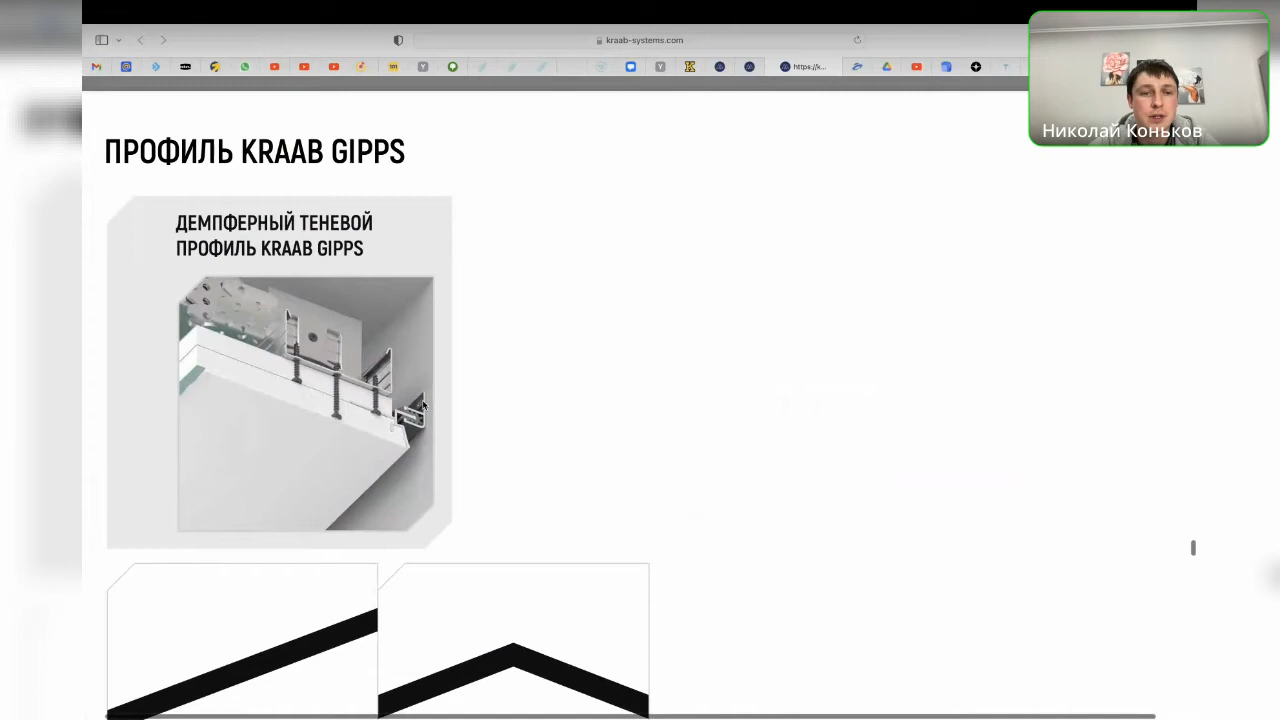 kraab-systems.com
https://k...
Николай Коньков
ПРОФИЛЬ KRAAB GIPPS
ДЕМПФЕРНЫЙ ТЕНЕВОЙ
ПРОФИЛЬ KRAAB GIPPS